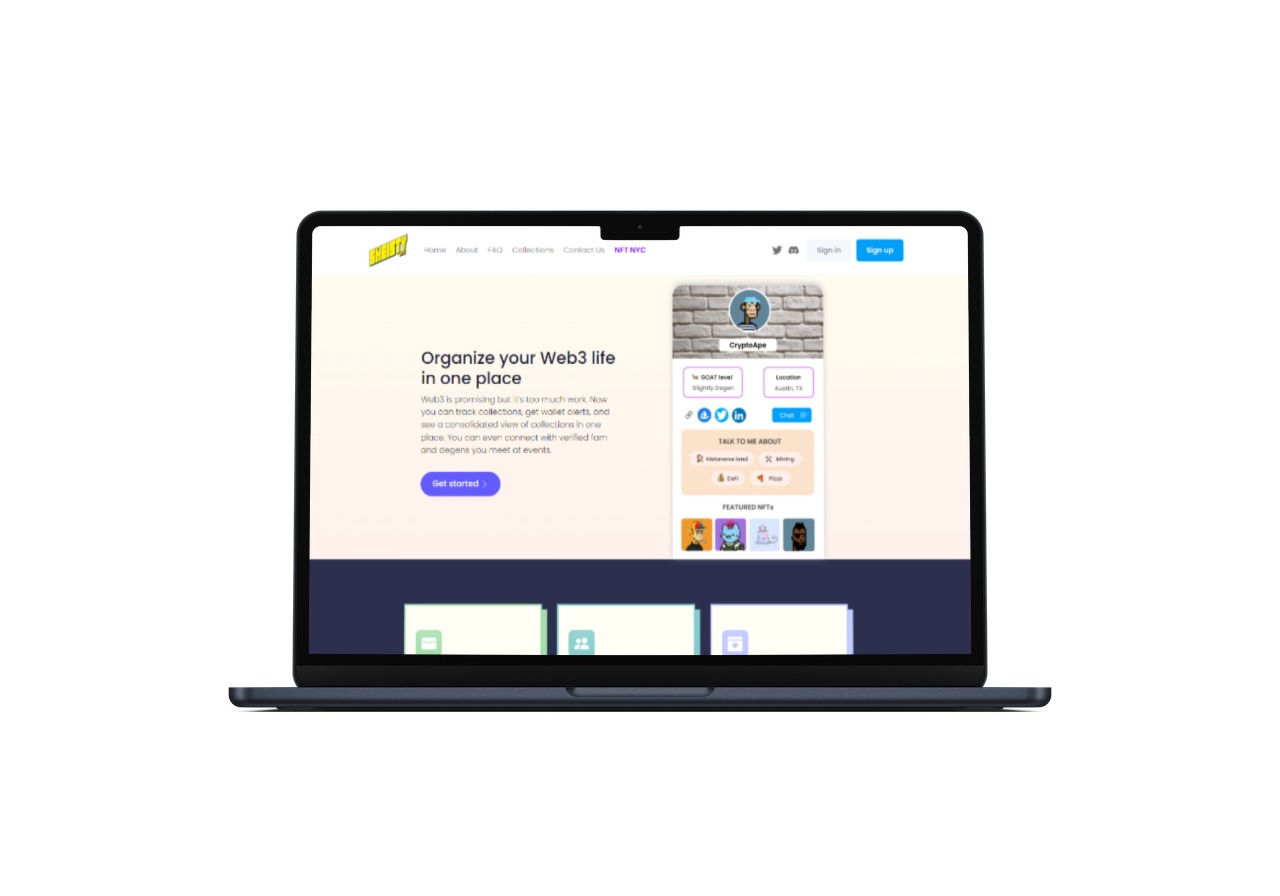 Home About FAQ Collections Contact Us NFT NYC
Sign in Sign up
Organize your Web3 life
in one place
Web3 is promising but it's too much work. Now
you can track collections, get wallet alerts, and
see a consolidated view of collections in one
place. You can even connect with verified fam
and degens you meet at events.
Get started
CryptoApe
GOAT level
Slightly Degen
Location
Austin, TX
in
Chat
TALK TO ME ABOUT
Metaverse land Mining
DeFi Pizza
FEATURED NFTs